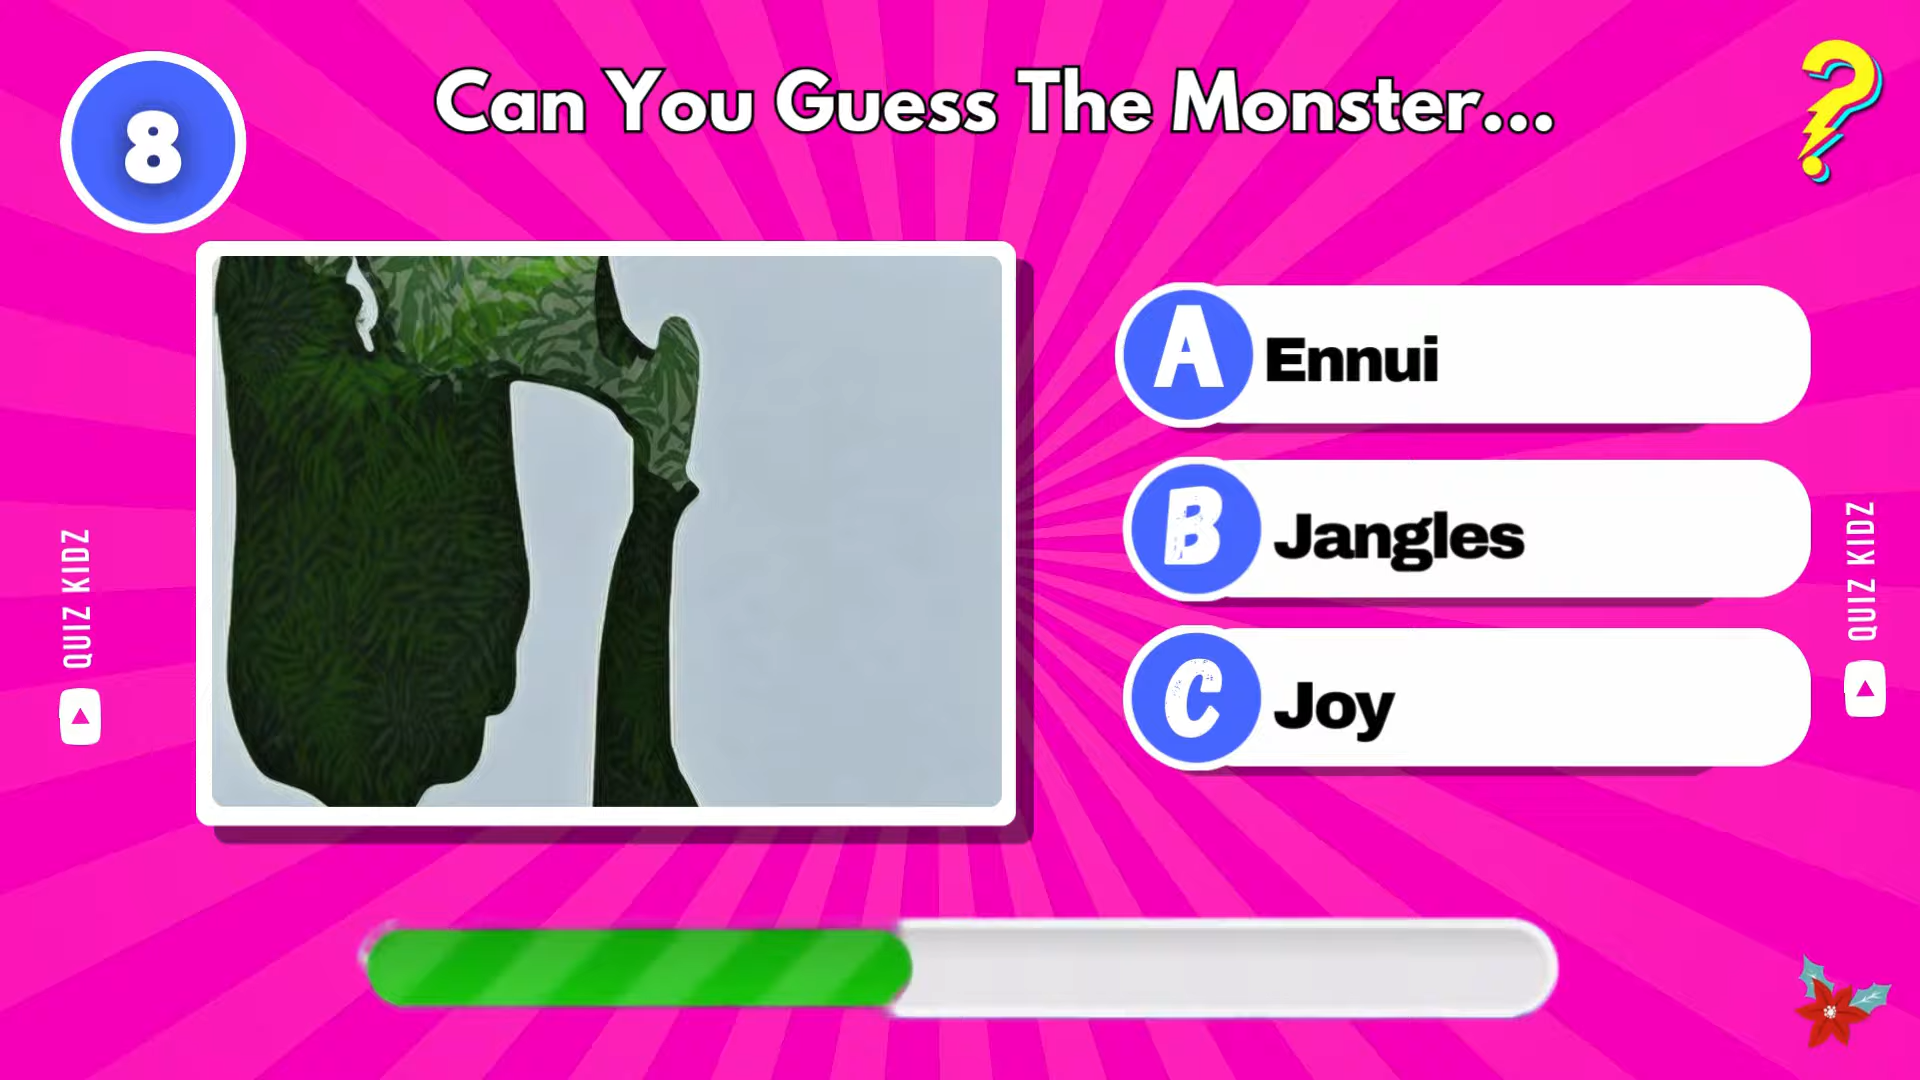 8
Can You Guess The Monster...
A Ennui
B Jangles
C Joy
QUIZ KIDZ
QUIZ KIDZ